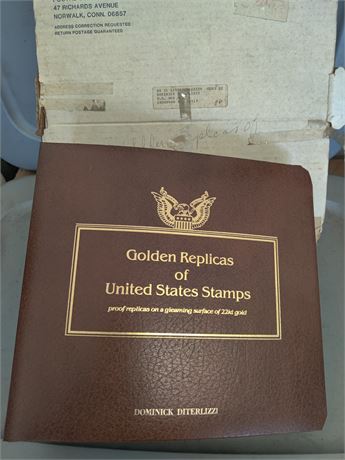 47 RICHARDS AVENUE
NORWALK, CONN. 06857
ADDRESS CORRECTION REQUESTED
RETURN POSTAGE GUARANTEED
of
Golden Replicas
of
United States Stamps
proof replicas on a gleaming surface of 22kt gold
DOMINICK DITERLIZZI